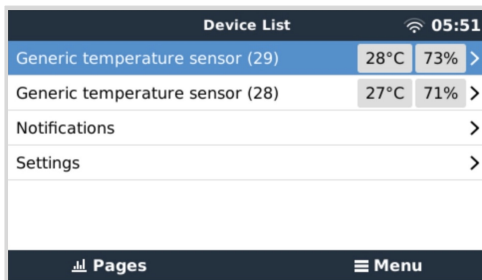 Device List 05:51
Generic temperature sensor (29) 28°C 73%
Generic temperature sensor (28) 27°C 71%
Notifications
Settings
Pages Menu